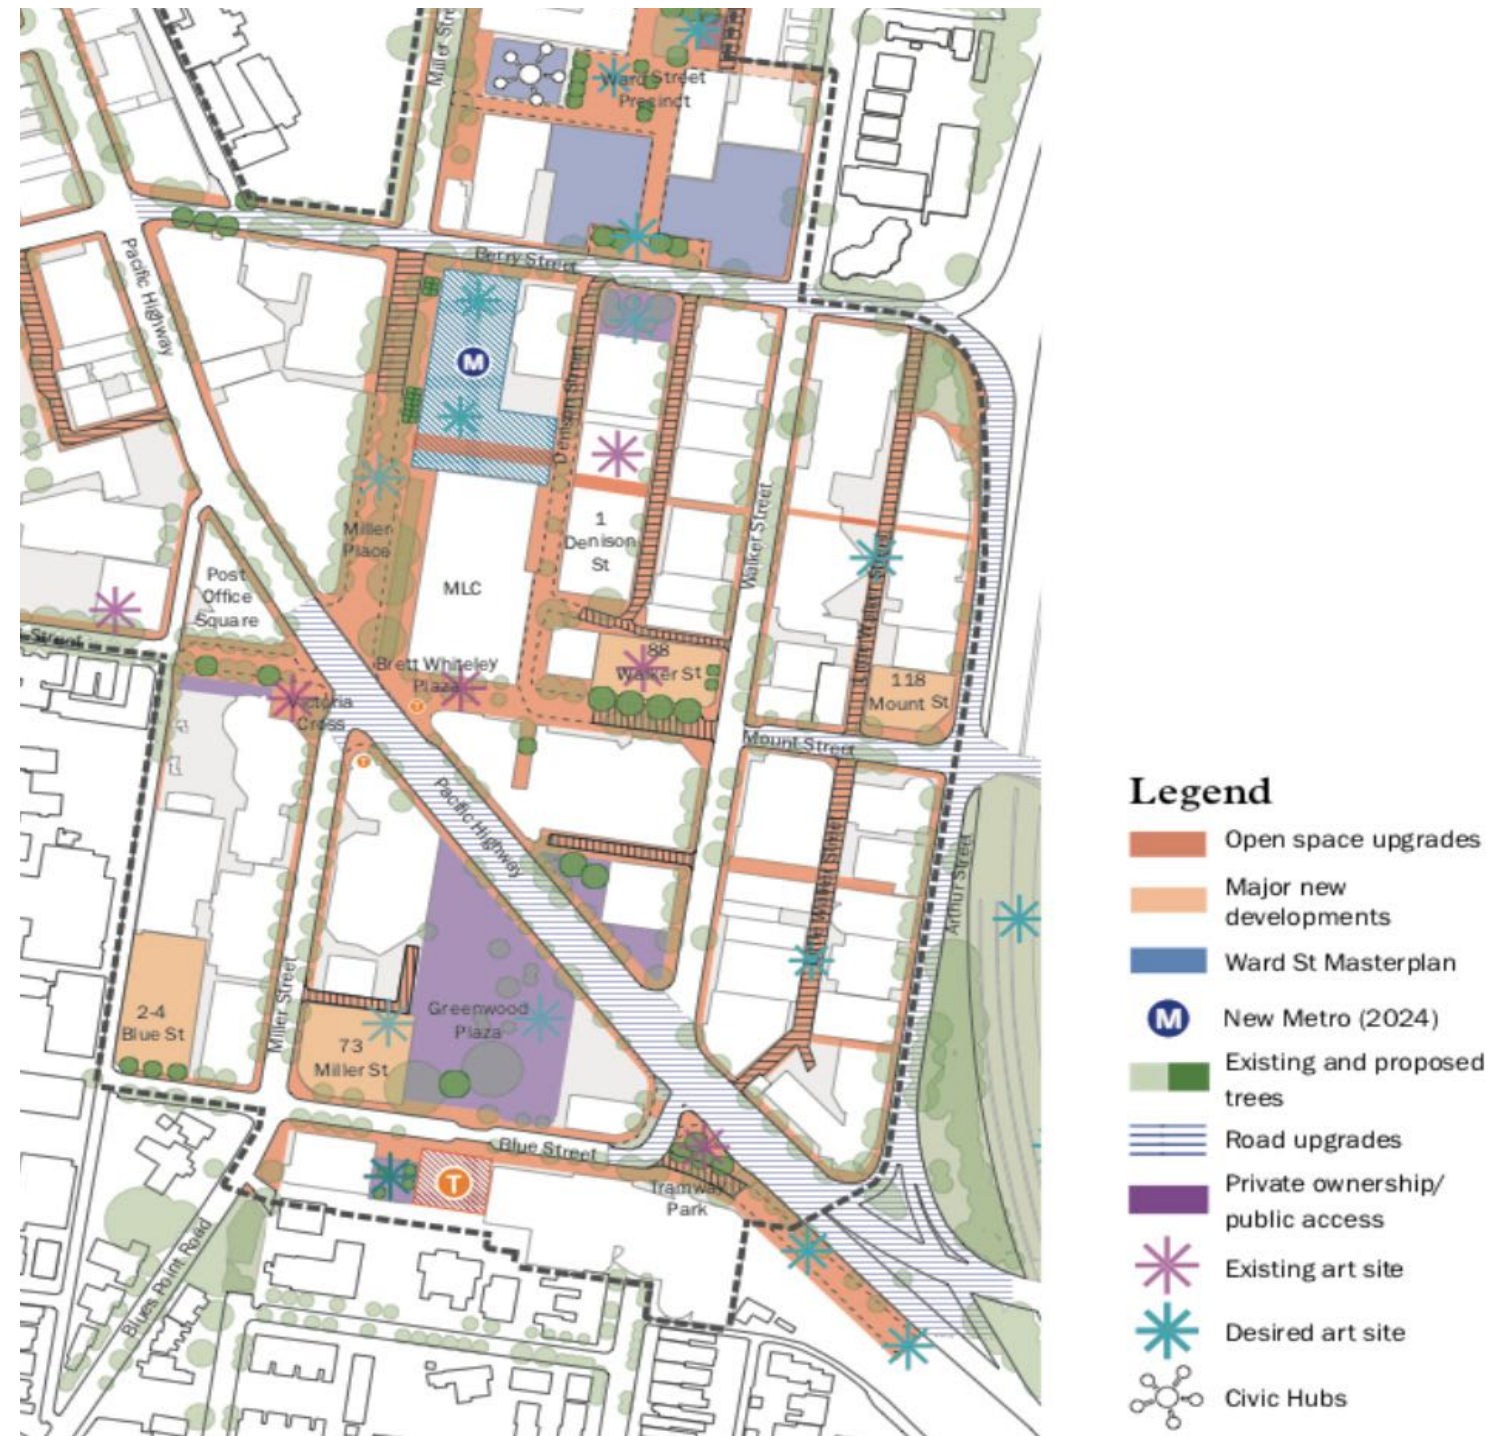 Miller Stre
Ward Street
Precinct
Berry Street
Pacific Highway
M
Denison Street
Miller
Place
1
Denison
St
Walker Street
Post
Office
Square
MLC
Street
Brett Whiteley
Plaza
88
Walker St
118
Mount St
Victoria
Cross
T
Mount Street
T
Pacific Highway
Arthur Street
Miller Street
2-4
Blue St
73
Miller St
Greenwood
Plaza
Blue Street
T
Tramway
Park
Blues Point Road
Legend
Open space upgrades
Major new
developments
Ward St Masterplan
M
New Metro (2024)
Existing and proposed
trees
Road upgrades
Private ownership/
public access
Existing art site
Desired art site
Civic Hubs